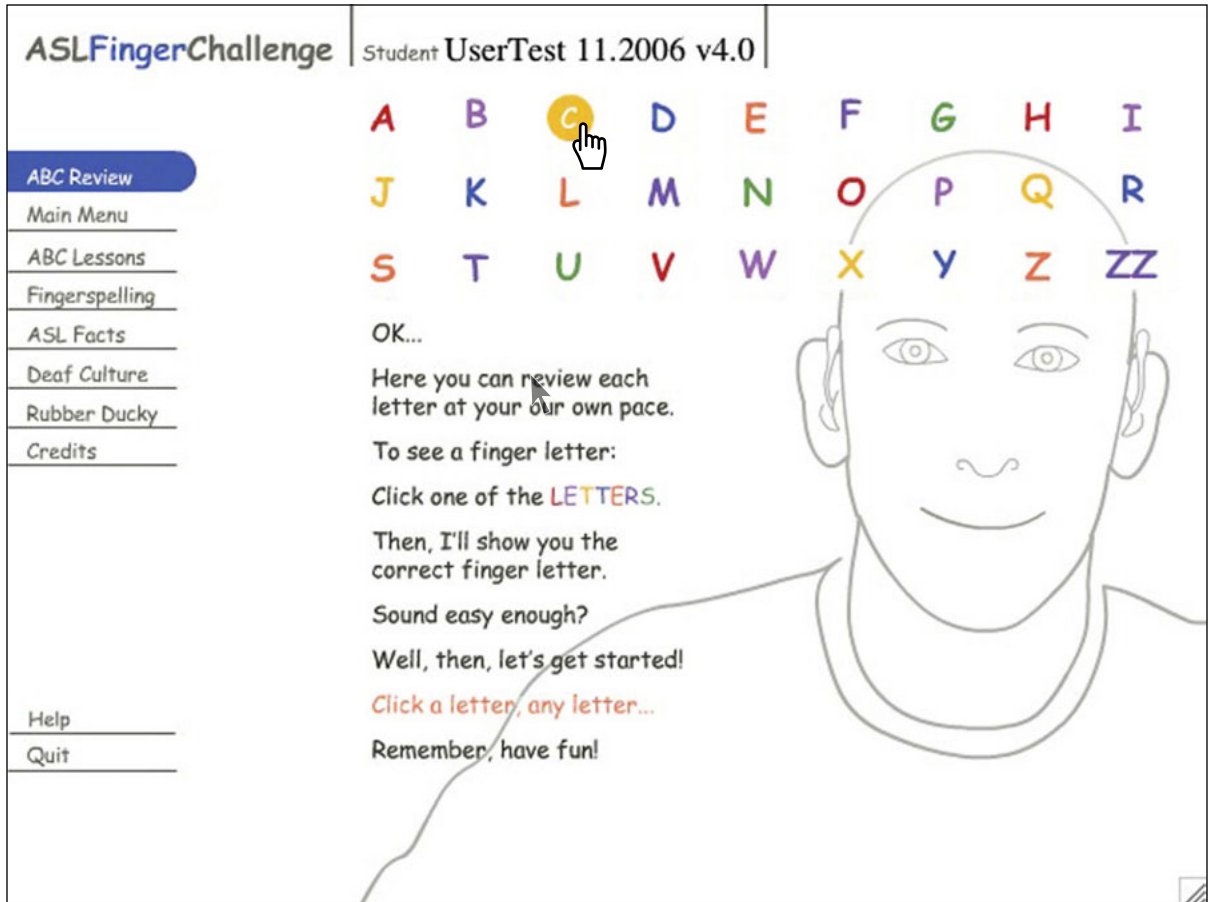 ASLFingerChallenge Student UserTest 11.2006 v4.0
A B C D E F G H I
J K L M N O P Q R
S T U V W X Y Z ZZ
ABC Review
Main Menu
ABC Lessons
Fingerspelling
ASL Facts
Deaf Culture
Rubber Ducky
Credits
Help
Quit
OK...
Here you can review each
letter at your our own pace.
To see a finger letter:
Click one of the LETTERS.
Then, I'll show you the
correct finger letter.
Sound easy enough?
Well, then, let's get started!
Click a letter, any letter...
Remember, have fun!